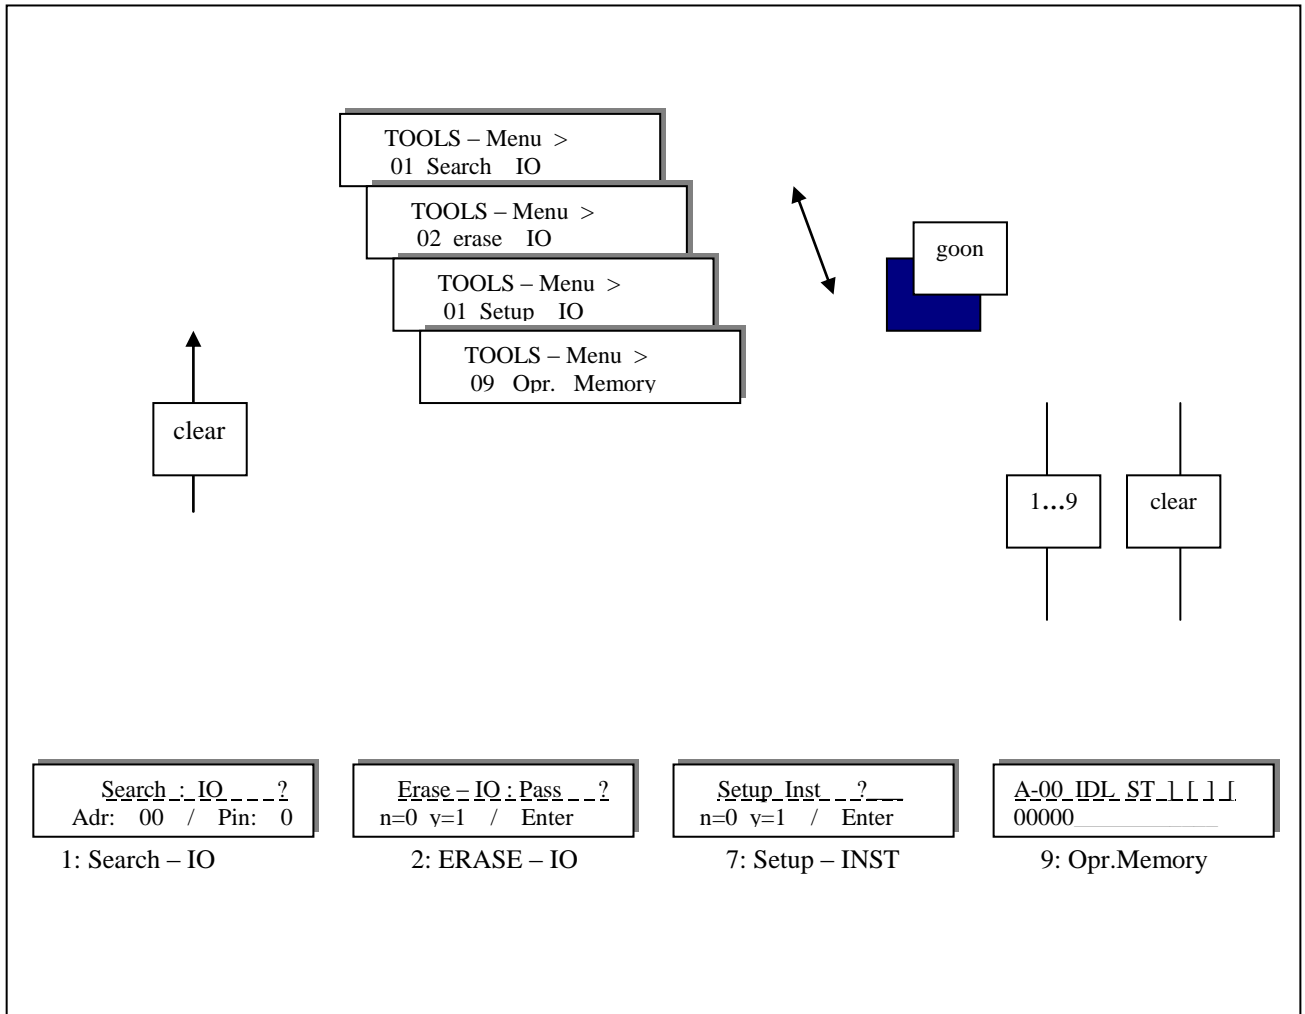 TOOLS – Menu >
01 Search IO
TOOLS – Menu >
02 erase IO
TOOLS – Menu >
01 Setup IO
TOOLS – Menu >
09 Opr. Memory
goon
clear
1...9
clear
Search : IO ?
Adr: 00 / Pin: 0
1: Search – IO
Erase – IO : Pass ?
n=0 y=1 / Enter
2: ERASE – IO
Setup Inst ?
n=0 y=1 / Enter
7: Setup – INST
A-00 IDL ST ] [ ] [
00000
9: Opr.Memory